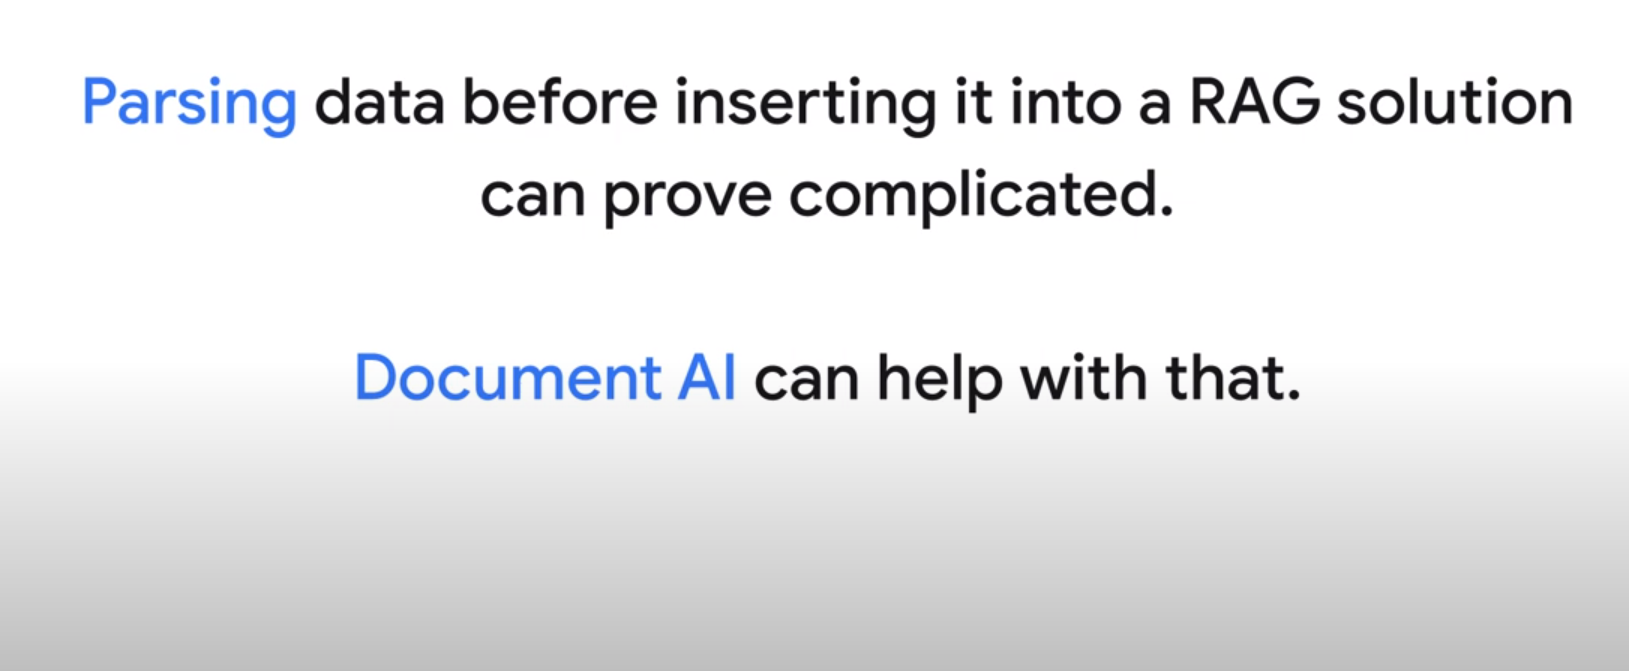 Parsing data before inserting it into a RAG solution
can prove complicated.
Document AI can help with that.